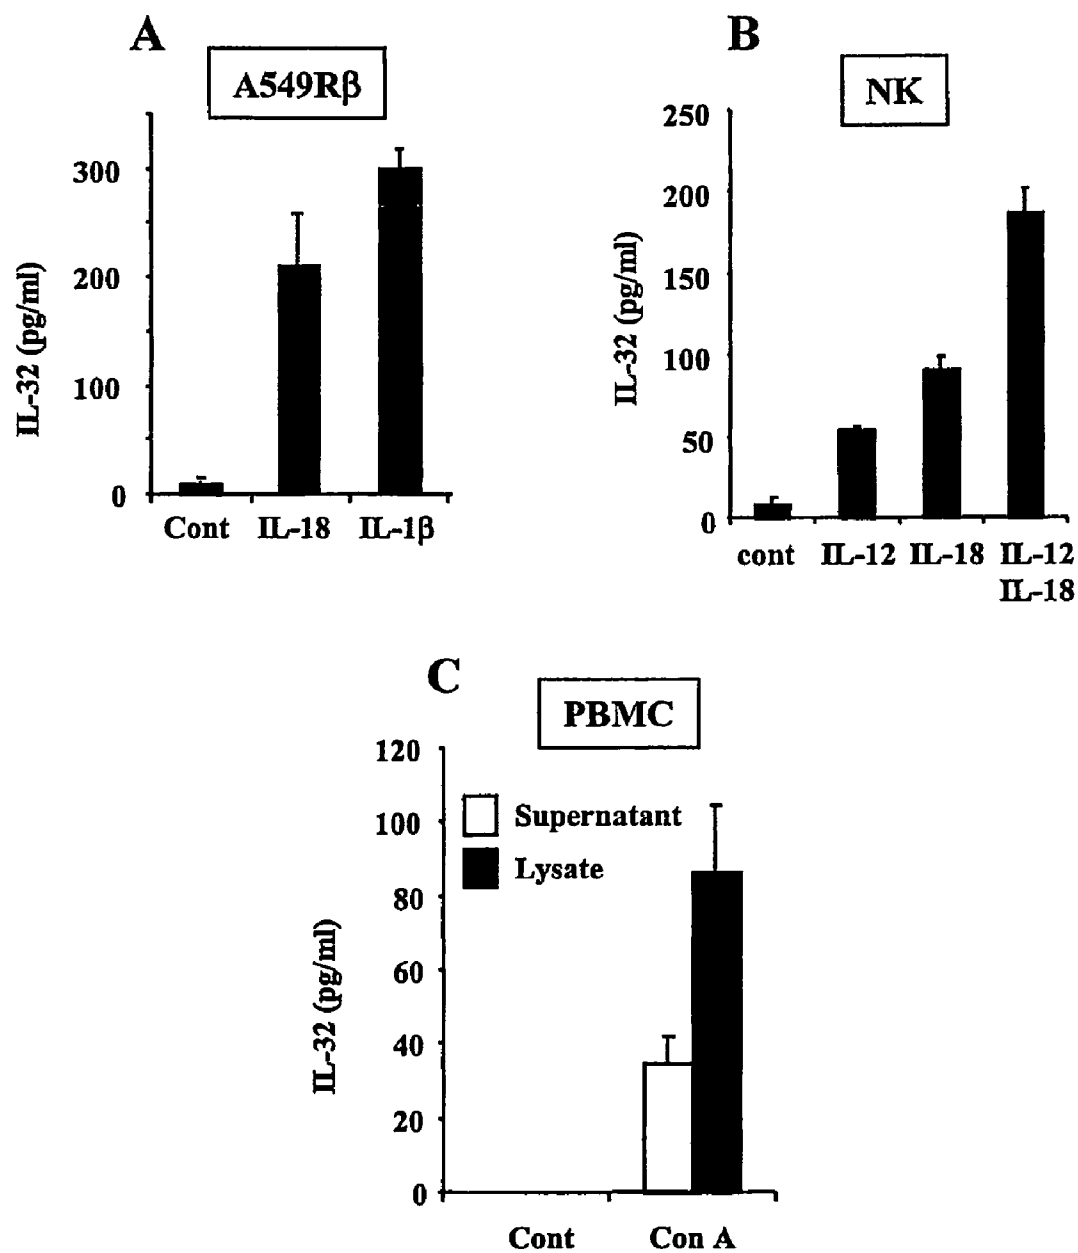 A
A549Rβ
IL-32 (pg/ml)
300
200
100
0
Cont IL-18 IL-1β
B
NK
IL-32 (pg/ml)
250
200
150
100
50
0
cont IL-12 IL-18 IL-12
IL-18
C
PBMC
IL-32 (pg/ml)
120
100
80
60
40
20
0
Supernatant
Lysate
Cont Con A